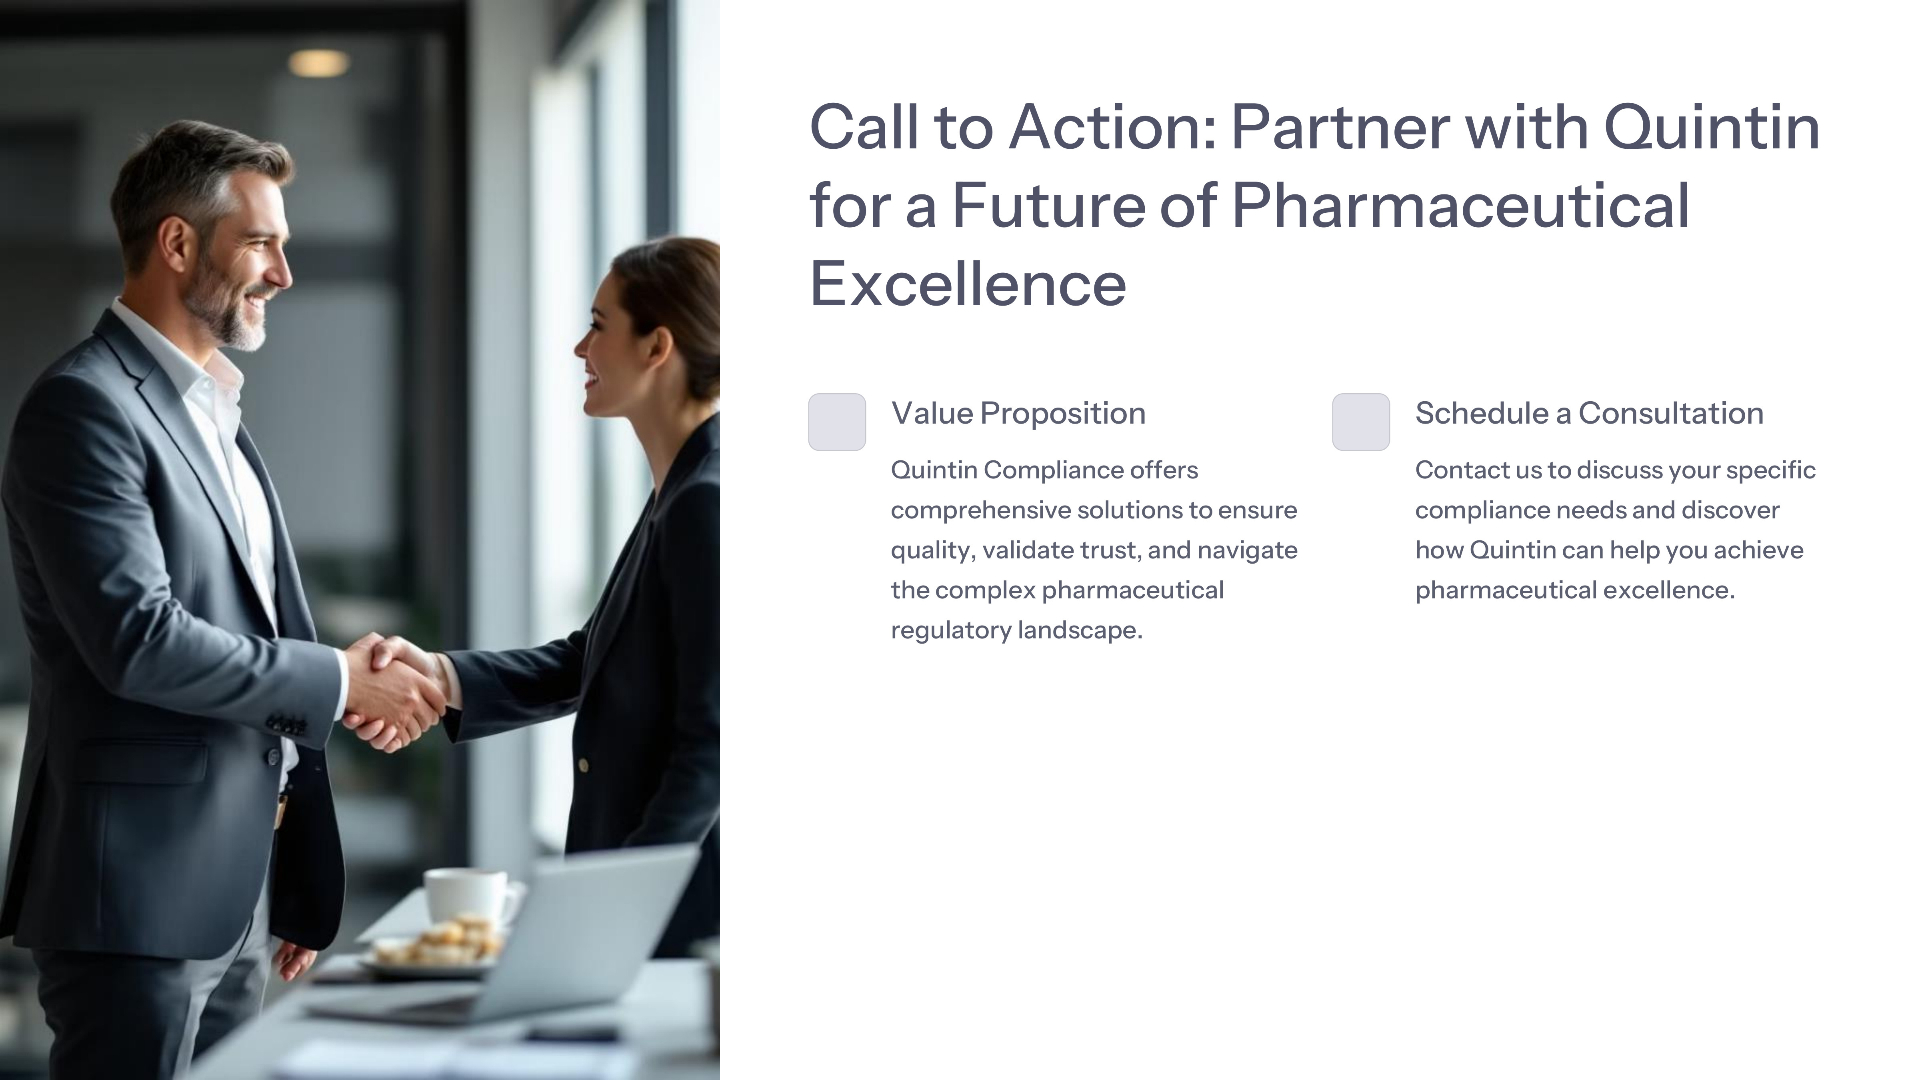 Call to Action: Partner with Quintin
for a Future of Pharmaceutical
Excellence
Value Proposition
Quintin Compliance offers
comprehensive solutions to ensure
quality, validate trust, and navigate
the complex pharmaceutical
regulatory landscape.
Schedule a Consultation
Contact us to discuss your specific
compliance needs and discover
how Quintin can help you achieve
pharmaceutical excellence.